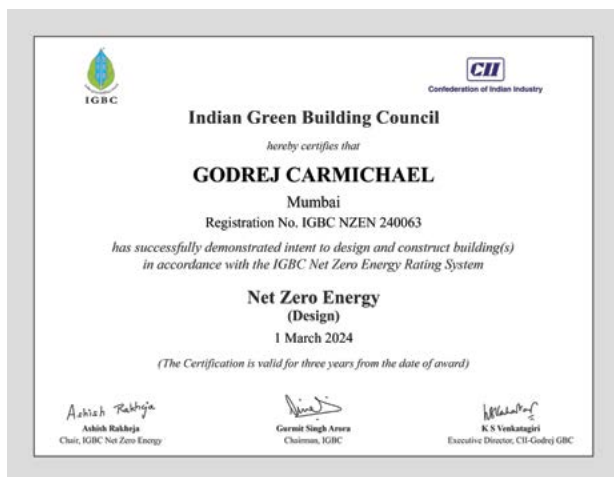 IGBC
CII
Confederation of Indian Industry
Indian Green Building Council
hereby certifies that
GODREJ CARMICHAEL
Mumbai
Registration No. IGBC NZEN 240063
has successfully demonstrated intent to design and construct building(s)
in accordance with the IGBC Net Zero Energy Rating System
Net Zero Energy
(Design)
1 March 2024
(The Certification is valid for three years from the date of award)
Ashish Rakheja
Ashish Rakheja
Chair, IGBC Net Zero Energy
Gurmit Singh Arora
Chairman, IGBC
K S Venkatagiri
Executive Director, CII-Godrej GBC